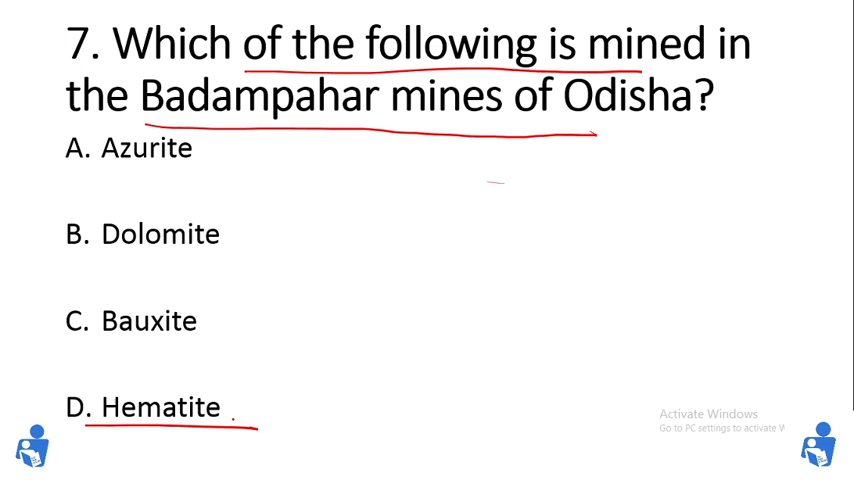 7. Which of the following is mined in
the Badampahar mines of Odisha?
A. Azurite
B. Dolomite
C. Bauxite
D. Hematite
Activate Windows
Go to PC settings to activate W